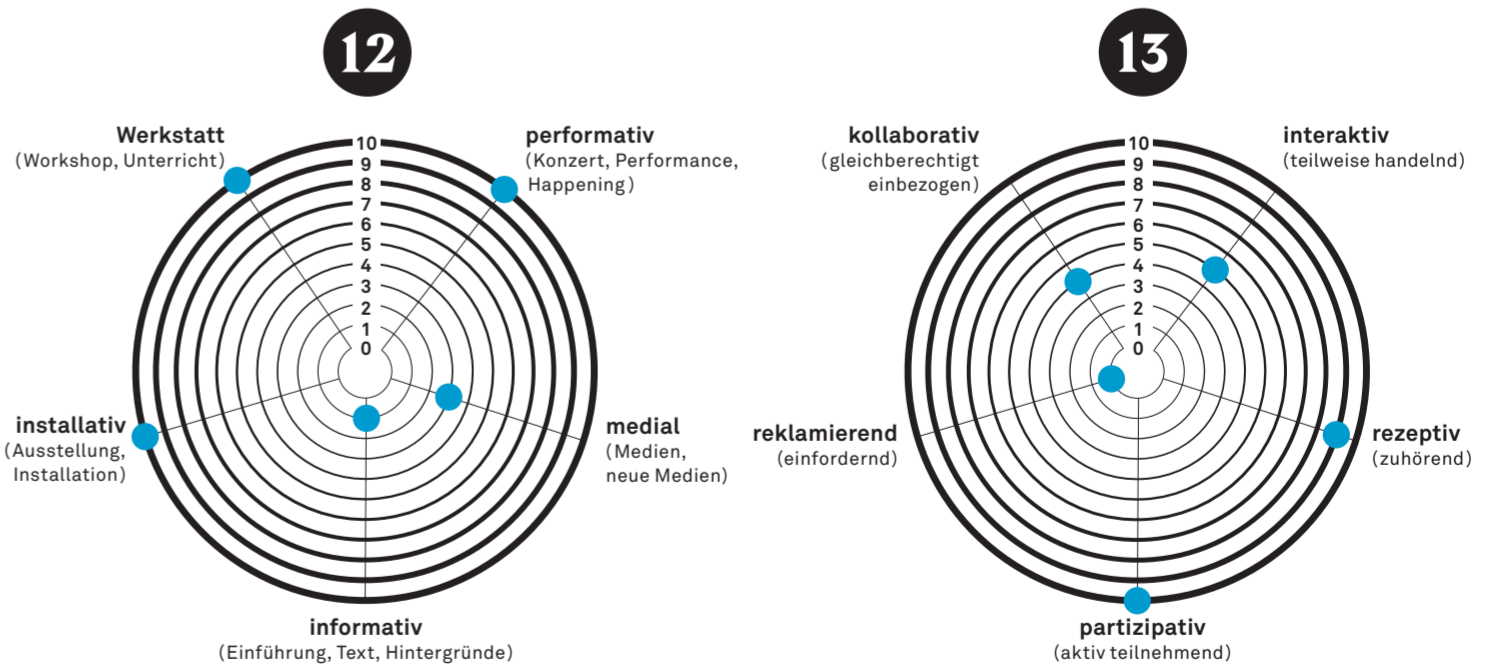 12
Werkstatt
(Workshop, Unterricht)
performativ
(Konzert, Performance,
Happening)
10
9
8
7
6
5
4
3
2
1
0
installativ
(Ausstellung,
Installation)
medial
(Medien,
neue Medien)
informativ
(Einführung, Text, Hintergründe)
13
kollaborativ
(gleichberechtigt
einbezogen)
interaktiv
(teilweise handelnd)
10
9
8
7
6
5
4
3
2
1
0
reklamierend
(einfordernd)
rezeptiv
(zuhörend)
partizipativ
(aktiv teilnehmend)